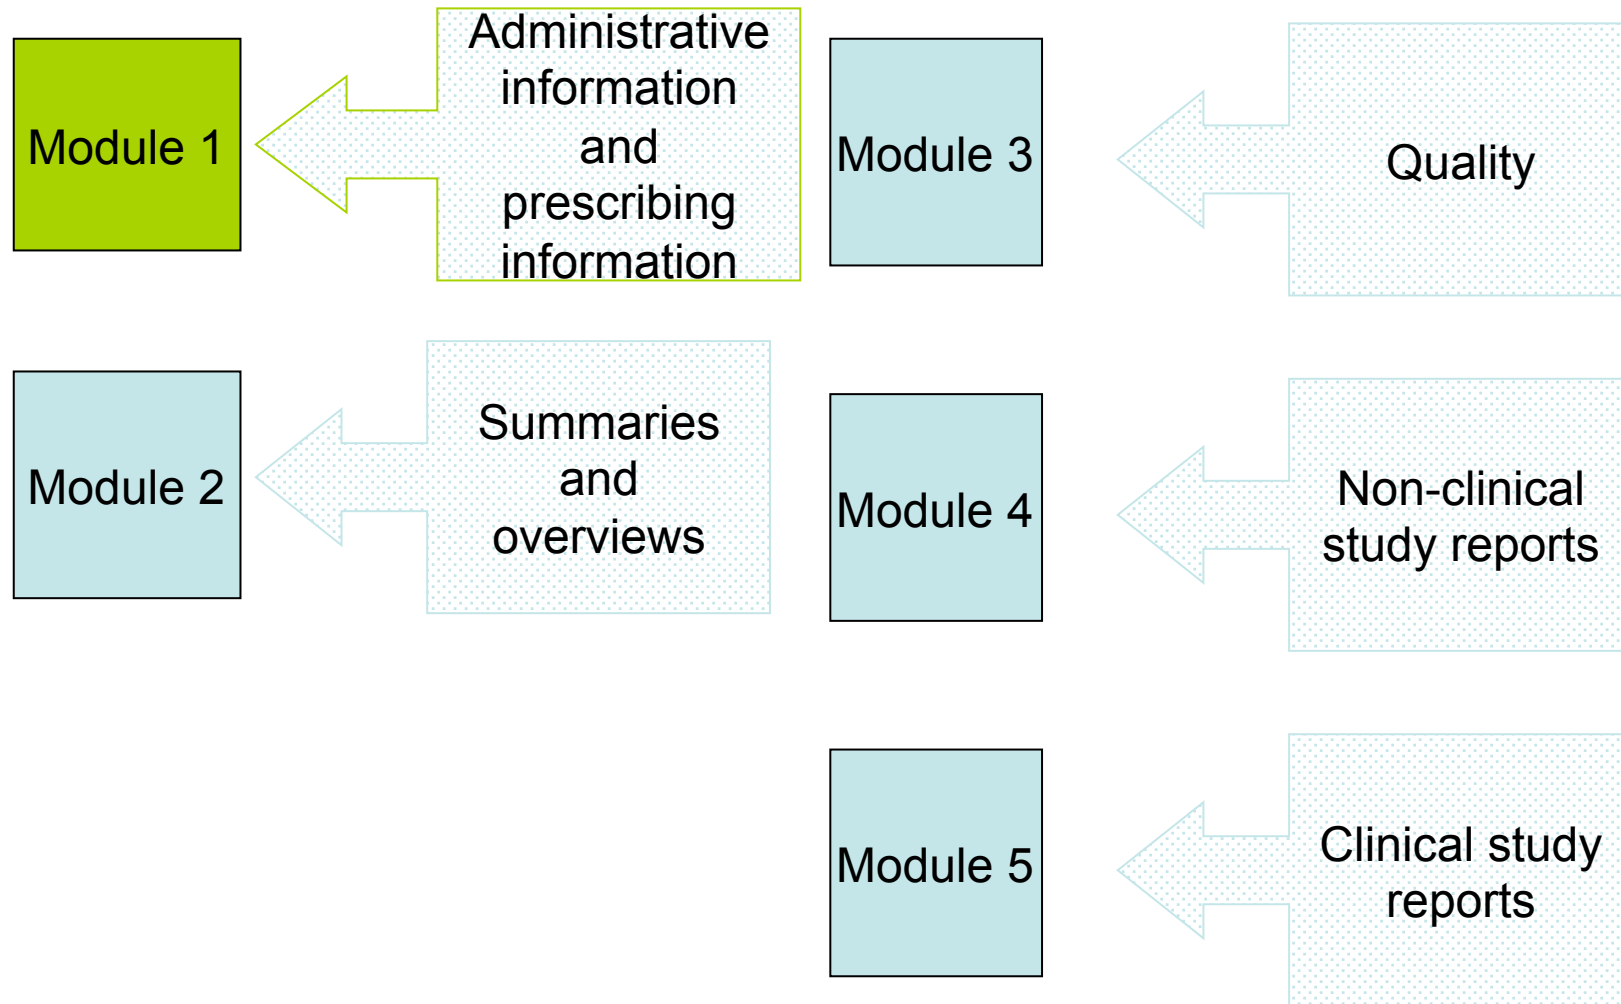 Module 1
Administrative
information
and
prescribing
information
Module 2
Summaries
and
overviews
Module 3
Quality
Module 4
Non-clinical
study reports
Module 5
Clinical study
reports